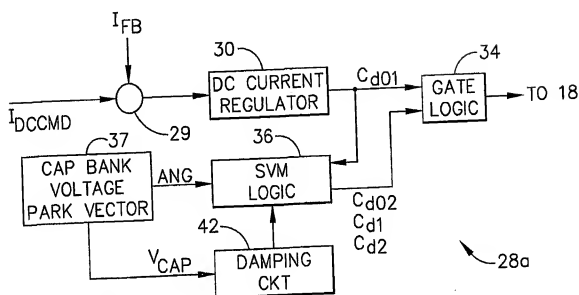 I_FB
30
34
DC CURRENT
REGULATOR
C_d01
GATE
LOGIC
TO 18
I_DCCMD
29
37
36
CAP BANK
VOLTAGE
PARK VECTOR
ANG
SVM
LOGIC
C_d02
C_d1
C_d2
42
V_CAP
DAMPING
CKT
28a